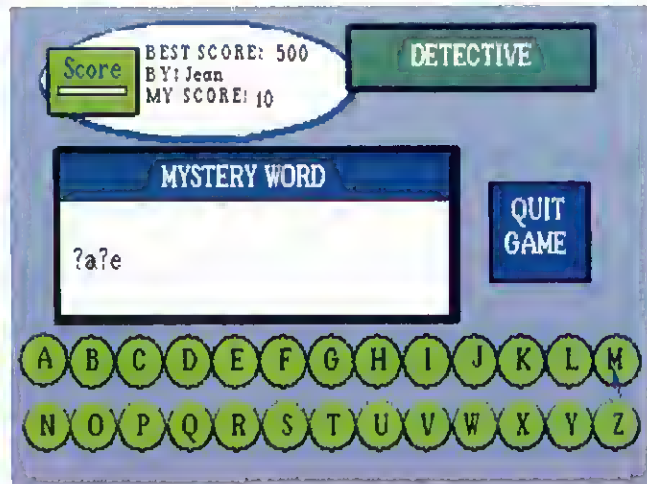 Score
BEST SCORE: 500
BY: Jean
MY SCORE: 10
DETECTIVE
MYSTERY WORD
?a?e
QUIT
GAME
A B C D E F G H I J K L M
N O P Q R S T U V W X Y Z